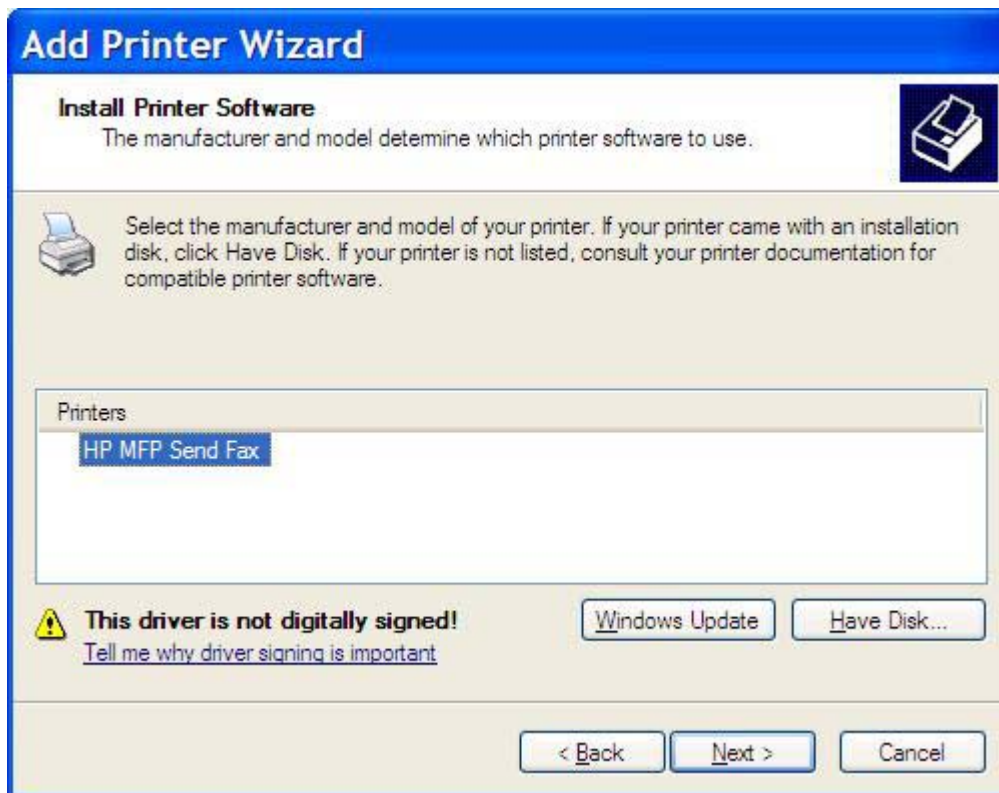 Add Printer Wizard
Install Printer Software
The manufacturer and model determine which printer software to use.
Select the manufacturer and model of your printer. If your printer came with an installation
disk, click Have Disk. If your printer is not listed, consult your printer documentation for
compatible printer software.
Printers
HP MFP Send Fax
This driver is not digitally signed!
Tell me why driver signing is important
Windows Update
Have Disk...
< Back
Next >
Cancel